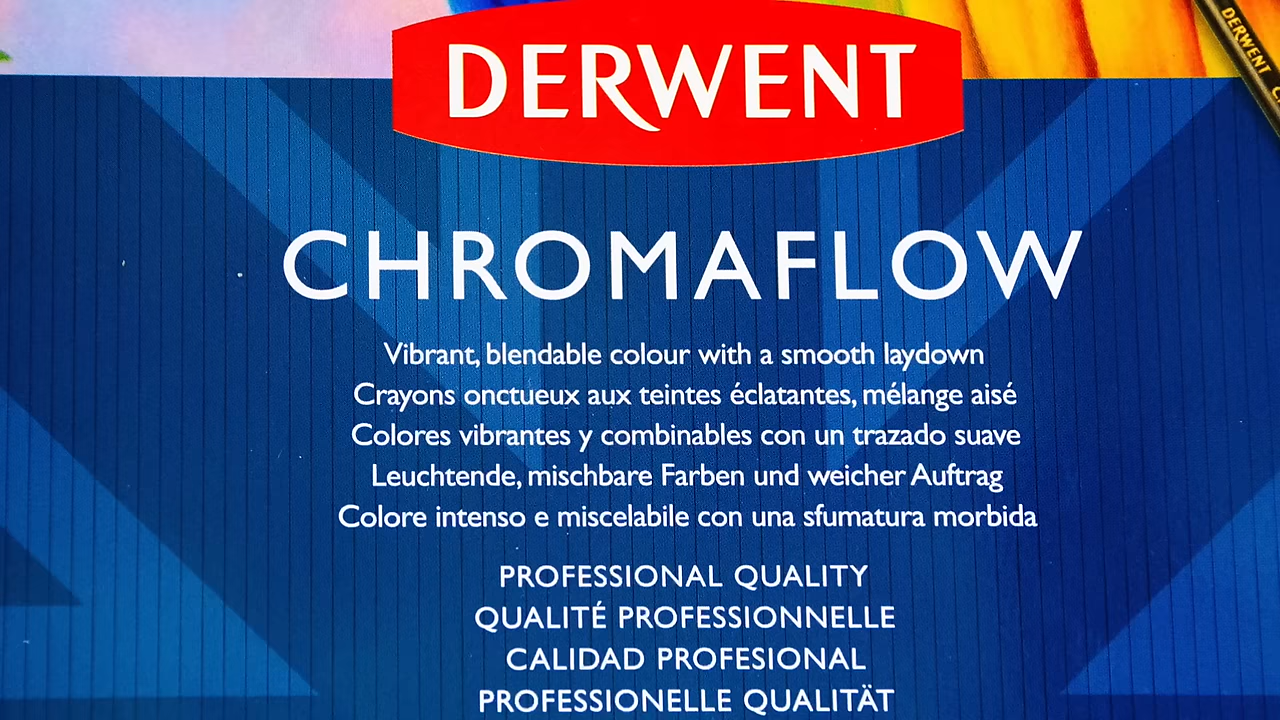 DERWENT
DERWENT
CHROMAFLOW
Vibrant, blendable colour with a smooth laydown
Crayons onctueux aux teintes éclatantes, mélange aisé
Colores vibrantes y combinables con un trazado suave
Leuchtende, mischbare Farben und weicher Auftrag
Colore intenso e miscelabile con una sfumatura morbida
PROFESSIONAL QUALITY
QUALITÉ PROFESSIONNELLE
CALIDAD PROFESIONAL
PROFESSIONELLE QUALITÄT